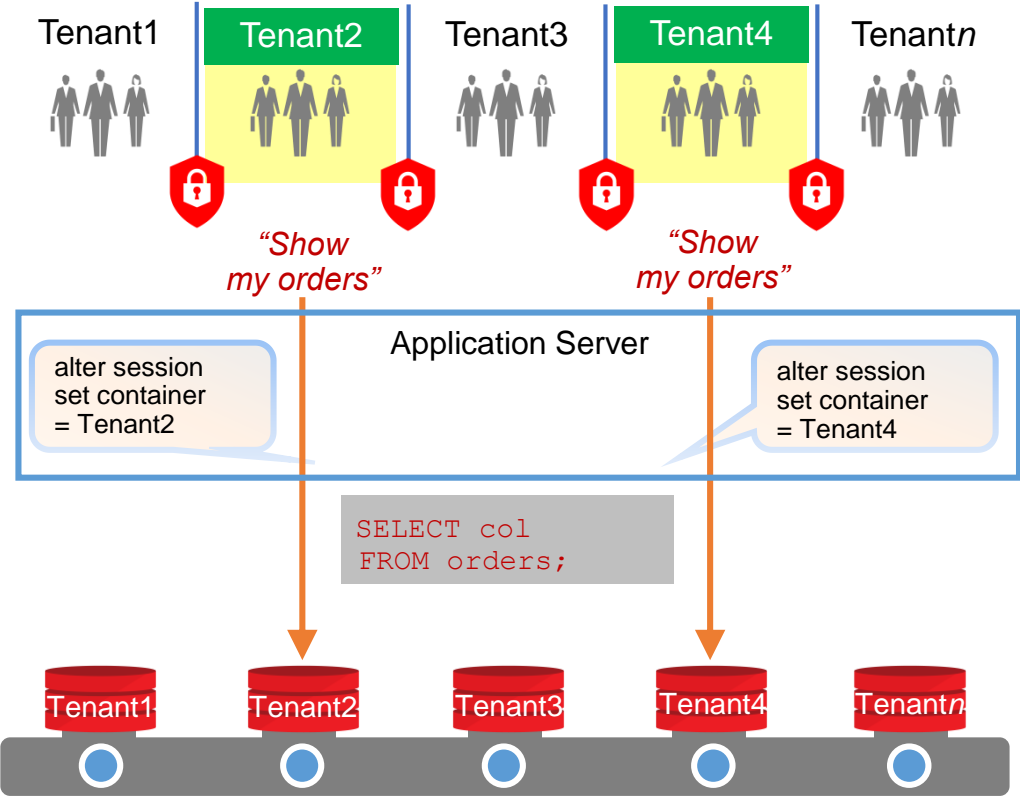 Tenant1
Tenant2
Tenant3
Tenant4
Tenantn
“Show
my orders”
“Show
my orders”
Application Server
alter session
set container
= Tenant2
alter session
set container
= Tenant4
SELECT col
FROM orders;
Tenant1
Tenant2
Tenant3
Tenant4
Tenantn